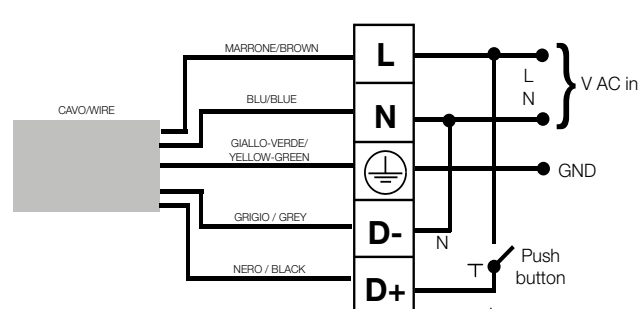 MARRONE/BROWN
L
BLU/BLUE
L
N
V AC in
CAVO/WIRE
N
GIALLO-VERDE/
YELLOW-GREEN
GND
GRIGIO / GREY
D-
N
NERO / BLACK
D+
Push
button